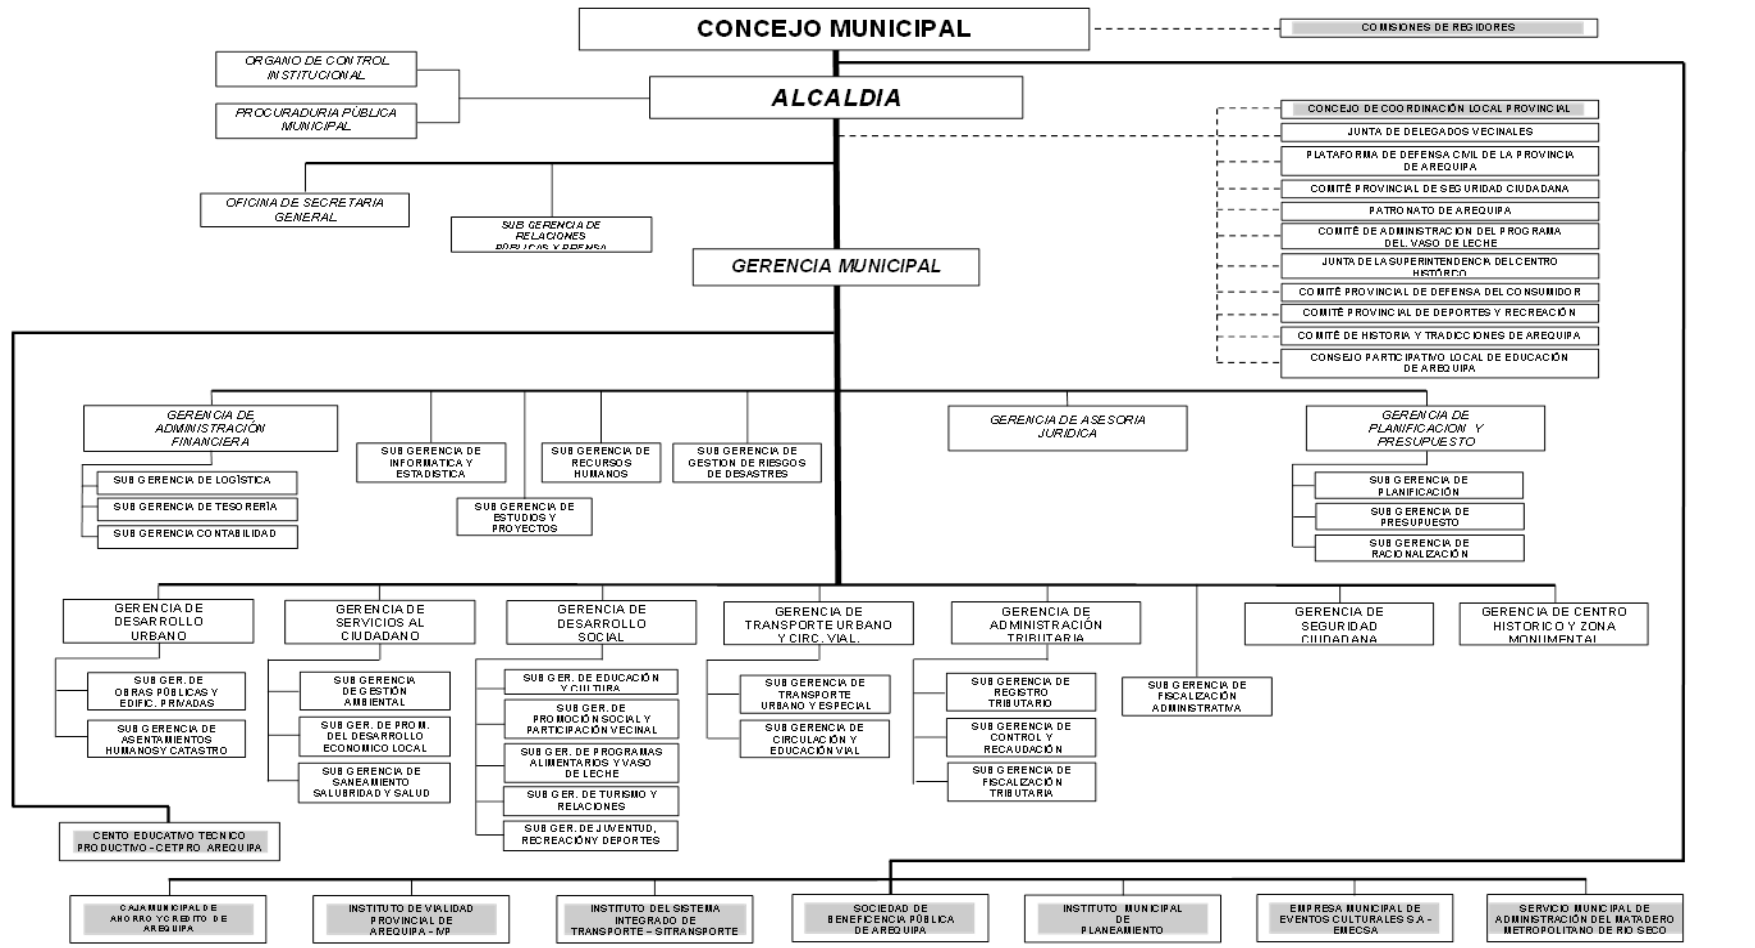 CONCEJO MUNICIPAL
COMISIONES DE REGIDORES
ORGANO DE CONTROL
INSTITUCIONAL
ALCALDIA
PROCURADURIA PÚBLICA
MUNICIPAL
CONCEJO DE COORDINACIÓN LOCAL PROVINCIAL
JUNTA DE DELEGADOS VECINALES
PLATAFORMA DE DEFENSA CIVIL DE LA PROVINCIA
DE AREQUIPA
COMITÉ PROVINCIAL DE SEGURIDAD CIUDADANA
PATRONATO DE AREQUIPA
COMITÉ DE ADMINISTRACION DEL PROGRAMA
DEL VASO DE LECHE
JUNTA DE LA SUPERINTENDENCIA DEL CENTRO
HISTÓRCO
COMITÉ PROVINCIAL DE DEFENSA DEL CONSUMIDOR
COMITÉ PROVINCIAL DE DEPORTES Y RECREACIÓN
COMITÉ DE HISTORIA Y TRADICCIONES DE AREQUIPA
CONSEJO PARTICIPATIVO LOCAL DE EDUCACIÓN
DE AREQUIPA
OFICINA DE SECRETARIA
GENERAL
SUB GERENCIA DE
RELACIONES
PÚBLICAS Y PRENSA
GERENCIA MUNICIPAL
GERENCIA DE
ADMINISTRACIÓN
FINANCIERA
SUB GERENCIA DE LOGÍSTICA
SUB GERENCIA DE TESORERÍA
SUB GERENCIA CONTABILIDAD
SUB GERENCIA DE
INFORMATICA Y
ESTADISTICA
SUB GERENCIA DE
ESTUDIOS Y
PROYECTOS
SUB GERENCIA DE
RECURSOS
HUMANOS
SUB GERENCIA DE
GESTION DE RIESGOS
DE DESASTRES
GERENCIA DE ASESORIA
JURIDICA
GERENCIA DE
PLANIFICACION Y
PRESUPUESTO
SUB GERENCIA DE
PLANIFICACIÓN
SUB GERENCIA DE
PRESUPUESTO
SUB GERENCIA DE
RACIONALIZACIÓN
GERENCIA DE
DESARROLLO
URBANO
SUB GER. DE
OBRAS PÚBLICAS Y
EDIFIC. PRIVADAS
SUB GERENCIA DE
ASENTAMIENTOS
HUMANOS Y CATASTRO
GERENCIA DE
SERVICIOS AL
CIUDADANO
SUB GERENCIA
DE GESTIÓN
AMBIENTAL
SUB GER. DE PROM.
DEL DESARROLLO
ECONOMICO LOCAL
SUB GERENCIA DE
SANEAMIENTO
SALUBRIDAD Y SALUD
GERENCIA DE
DESARROLLO
SOCIAL
SUB GER. DE EDUCACIÓN
Y CULTURA
SUB GER. DE
PROMOCIÓN SOCIAL Y
PARTICIPACIÓN VECINAL
SUB GER. DE PROGRAMAS
ALIMENTARIOS Y VASO
DE LECHE
SUB GER. DE TURISMO Y
RELACIONES
SUB GER. DE JUVENTUD,
RECREACIÓN Y DEPORTES
GERENCIA DE
TRANSPORTE URBANO
Y CIRC. VIAL.
SUB GERENCIA DE
TRANSPORTE
URBANO Y ESPECIAL
SUB GERENCIA DE
CIRCULACIÓN Y
EDUCACIÓN VIAL
GERENCIA DE
ADMINISTRACIÓN
TRIBUTARIA
SUB GERENCIA DE
REGISTRO
TRIBUTARIO
SUB GERENCIA DE
CONTROL Y
RECAUDACIÓN
SUB GERENCIA DE
FISCALIZACIÓN
TRIBUTARIA
SUB GERENCIA DE
FISCALIZACIÓN
ADMINISTRATIVA
GERENCIA DE
SEGURIDAD
CIUDADANA
GERENCIA DE CENTRO
HISTORICO Y ZONA
MONUMENTAL
CENTO EDUCATIVO TECNICO
PRODUCTIVO - CETPRO AREQUIPA
CAJA MUNICIPAL DE
AHORRO Y CREDITO DE
AREQUIPA
INSTITUTO DE VIALIDAD
PROVINCIAL DE
AREQUIPA - IVP
INSTITUTO DEL SISTEMA
INTEGRADO DE
TRANSPORTE – SITRANSPORTE
SOCIEDAD DE
BENEFICENCIA PÚBLICA
DE AREQUIPA
INSTITUTO MUNICIPAL
DE
PLANEAMIENTO
EMPRESA MUNICIPAL DE
EVENTOS CULTURALES S.A -
EMECSA
SERVICIO MUNICIPAL DE
ADMINISTRACIÓN DEL MATADERO
METROPOLITANO DE RIO SECO